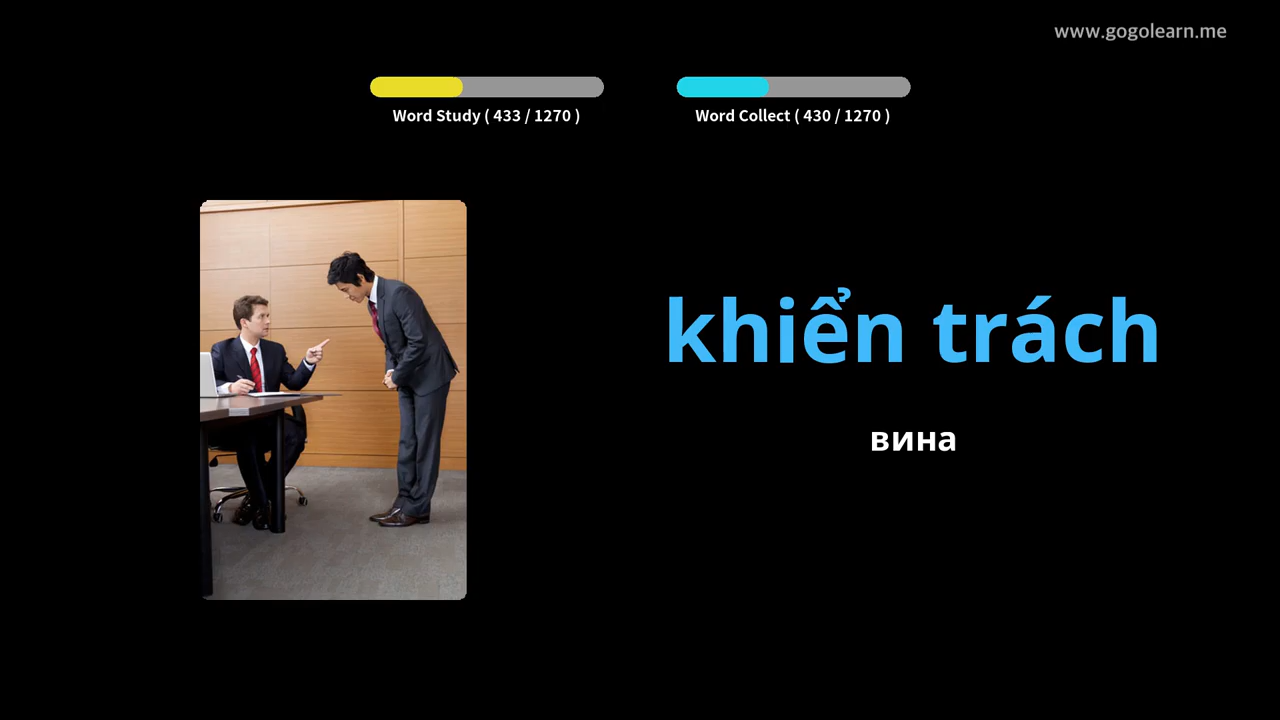 www.gogolearn.me
Word Study ( 433 / 1270 )
Word Collect ( 430 / 1270 )
khiển trách
вина